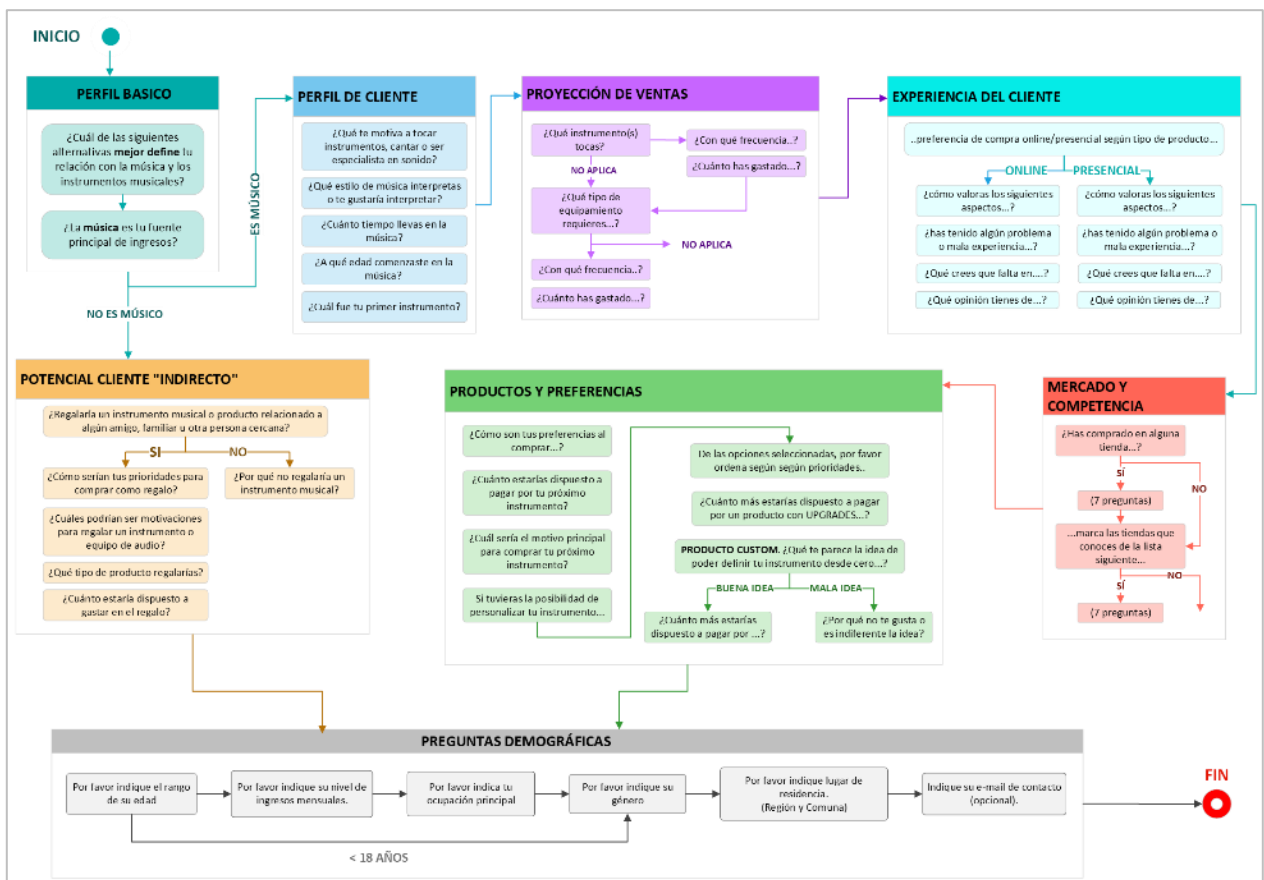 INICIO
PERFIL BASICO
¿Cuál de las siguientes
alternativas mejor define tu
relación con la música y los
instrumentos musicales?
¿La música es tu fuente
principal de ingresos?
ES MÚSICO
NO ES MÚSICO
PERFIL DE CLIENTE
¿Qué te motiva a tocar
instrumentos, cantar o ser
especialista en sonido?
¿Qué estilo de música interpretas
o te gustaría interpretar?
¿Cuánto tiempo llevas en la
música?
¿A qué edad comenzaste en la
música?
¿Cuál fue tu primer instrumento?
PROYECCIÓN DE VENTAS
¿Qué instrumento(s)
tocas?
¿Con qué frecuencia..?
¿Cuánto has gastado...?
NO APLICA
¿Qué tipo de
equipamiento
requieres...?
NO APLICA
¿Con qué frecuencia..?
¿Cuánto has gastado...?
EXPERIENCIA DEL CLIENTE
..preferencia de compra online/presencial según tipo de producto...
ONLINE
PRESENCIAL
¿cómo valoras los siguientes
aspectos...?
¿has tenido algún problema
o mala experiencia...?
¿Qué crees que falta en....?
¿Qué opinión tienes de...?
¿cómo valoras los siguientes
aspectos...?
¿has tenido algún problema o
mala experiencia...?
¿Qué crees que falta en....?
¿Qué opinión tienes de...?
POTENCIAL CLIENTE "INDIRECTO"
¿Regalaría un instrumento musical o producto relacionado a
algún amigo, familiar u otra persona cercana?
SI
NO
¿Cómo serían tus prioridades
para comprar como regalo?
¿Por qué no regalaría un
instrumento musical?
¿Cuáles podrían ser motivaciones
para regalar un instrumento o
equipo de audio?
¿Qué tipo de producto regalarías?
¿Cuánto estaría dispuesto a
gastar en el regalo?
PRODUCTOS Y PREFERENCIAS
¿Cómo son tus preferencias al
comprar...?
¿Cuánto estarías dispuesto a
pagar por tu próximo
instrumento?
¿Cuál sería el motivo principal
para comprar tu próximo
instrumento?
Si tuvieras la posibilidad de
personalizar tu instrumento...
De las opciones seleccionadas, por favor
ordena según según prioridades..
¿Cuánto más estarías dispuesto a pagar
por un producto con UPGRADES...?
PRODUCTO CUSTOM. ¿Qué te parece la idea de
poder definir tu instrumento desde cero...?
BUENA IDEA
MALA IDEA
¿Cuánto más estarías
dispuesto a pagar por ...?
¿Por qué no te gusta o
es indiferente la idea?
MERCADO Y
COMPETENCIA
¿Has comprado en alguna
tienda...?
SÍ
NO
(7 preguntas)
...marca las tiendas que
conoces de la lista
siguiente...
SÍ
NO
(7 preguntas)
PREGUNTAS DEMOGRÁFICAS
Por favor indique el rango
de su edad
Por favor indique su nivel de
ingresos mensuales.
Por favor indica tu
ocupación principal
Por favor indique su
género
Por favor indique lugar de
residencia.
(Región y Comuna)
Indique su e-mail de contacto
(opcional).
< 18 AÑOS
FIN